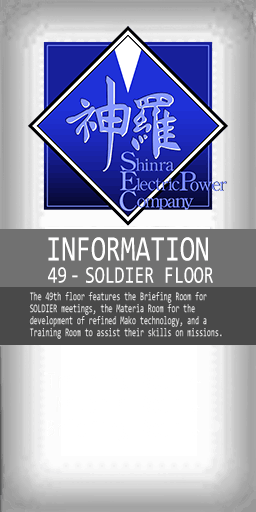 神羅
Shinra
Electric Power
Company
INFORMATION
49 - SOLDIER FLOOR
The 49th floor features the Briefing Room for
SOLDIER meetings, the Materia Room for the
development of refined Mako technology, and a
Training Room to assist their skills on missions.